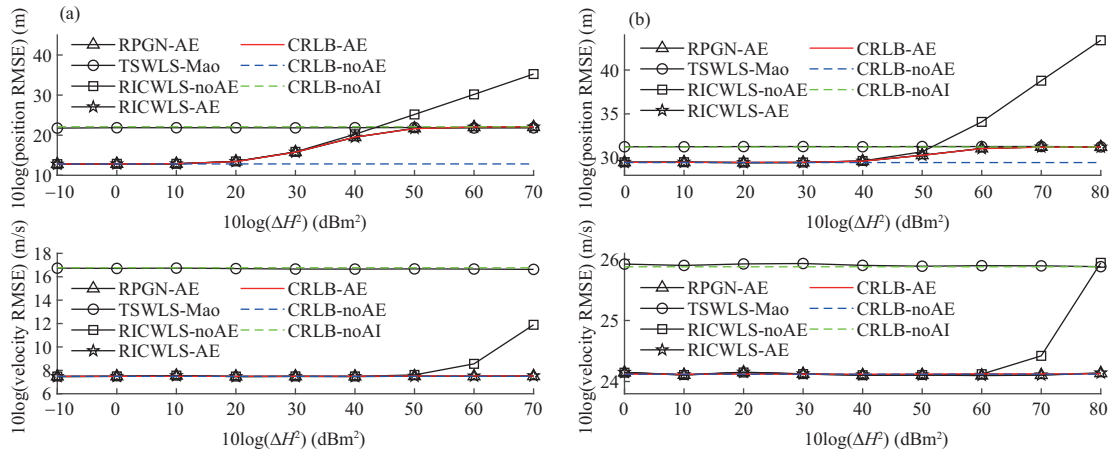 (a)
10log(position RMSE) (m)
40
30
20
10
RPGN-AE
CRLB-AE
TSWLS-Mao
CRLB-noAE
RICWLS-noAE
CRLB-noAI
RICWLS-AE
−10 0 10 20 30 40 50 60 70
10log(ΔH²) (dBm²)
10log(velocity RMSE) (m/s)
18
16
14
12
10
8
6
RPGN-AE
CRLB-AE
TSWLS-Mao
CRLB-noAE
RICWLS-noAE
CRLB-noAI
RICWLS-AE
−10 0 10 20 30 40 50 60 70
10log(ΔH²) (dBm²)
(b)
10log(position RMSE) (m)
40
35
30
RPGN-AE
CRLB-AE
TSWLS-Mao
CRLB-noAE
RICWLS-noAE
CRLB-noAI
RICWLS-AE
0 10 20 30 40 50 60 70 80
10log(ΔH²) (dBm²)
10log(velocity RMSE) (m/s)
26
25
24
RPGN-AE
CRLB-AE
TSWLS-Mao
CRLB-noAE
RICWLS-noAE
CRLB-noAI
RICWLS-AE
0 10 20 30 40 50 60 70 80
10log(ΔH²) (dBm²)